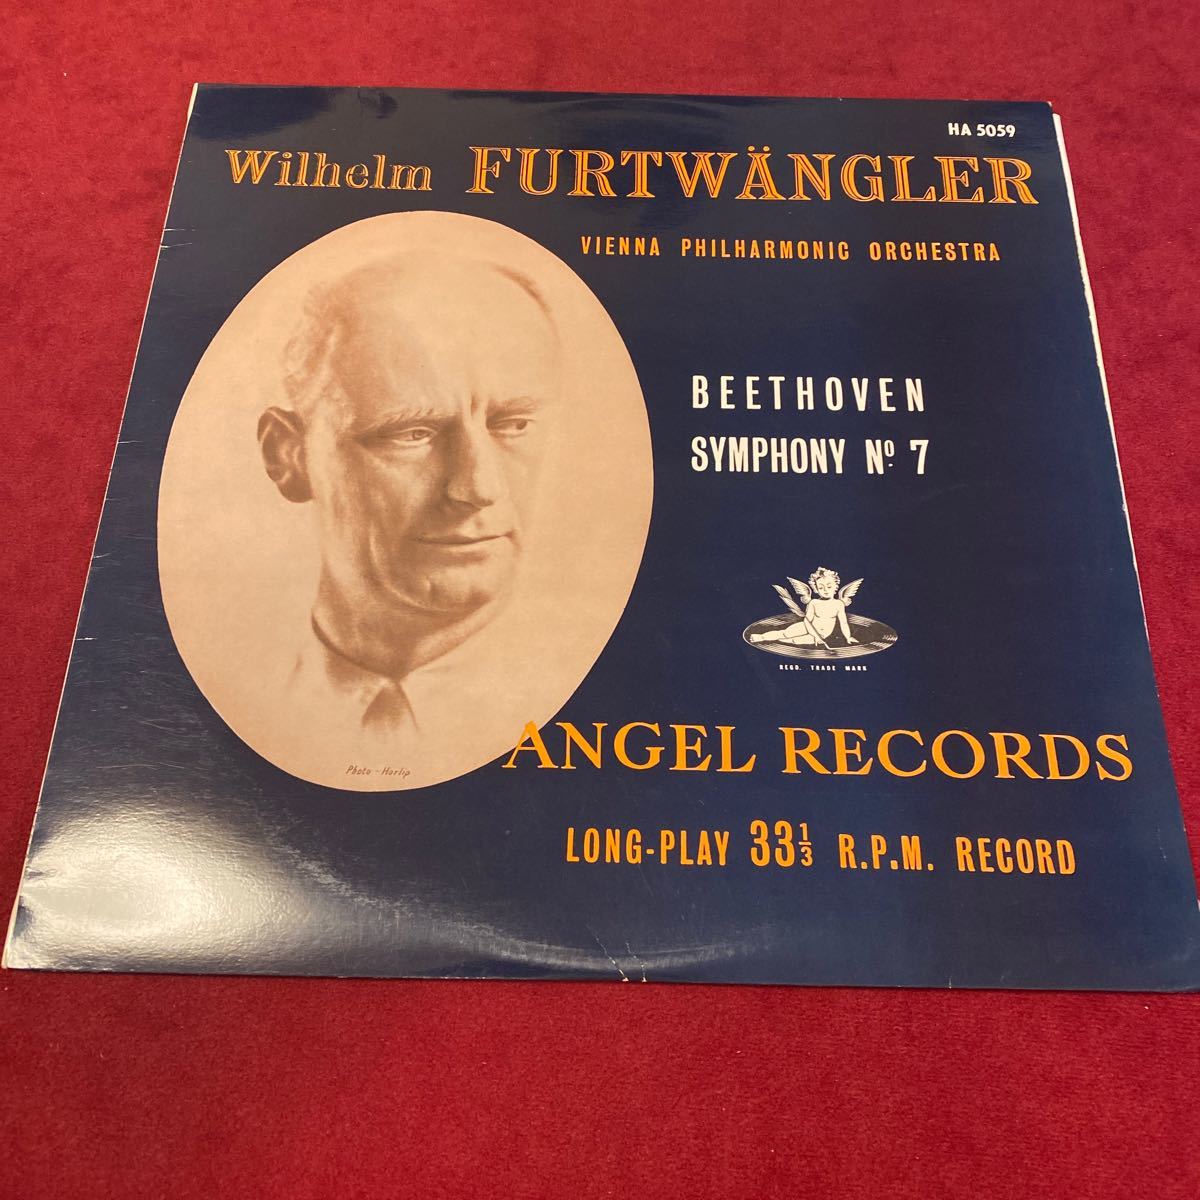 HA 5059
Wilhelm FURTWÄNGLER
VIENNA PHILHARMONIC ORCHESTRA
BEETHOVEN
SYMPHONY Nº 7
REGD. TRADE MARK
ANGEL RECORDS
Photo - Harlip
LONG-PLAY 33⅓ R.P.M. RECORD